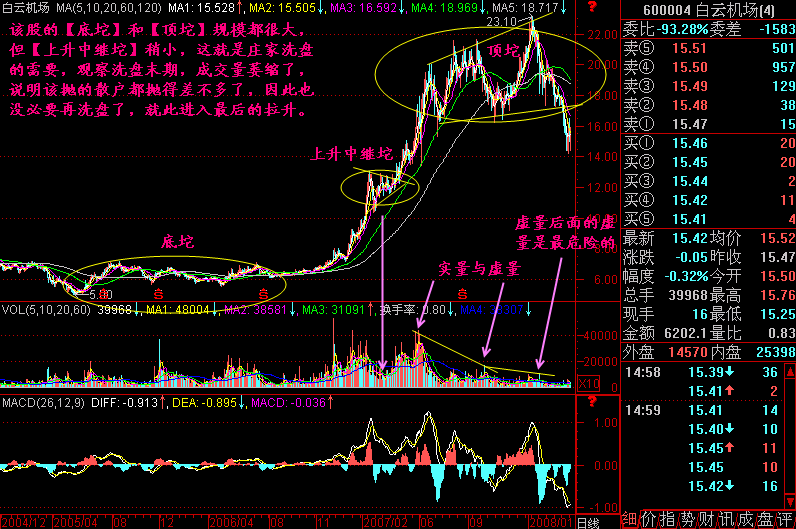 白云机场 MA(5,10,20,60,120) MA1: 15.528↑, MA2: 15.505↓, MA3: 16.592↓, MA4: 18.969↓, MA5: 18.717↓
?
该股的【底坨】和【顶坨】规模都很大，
但【上升中继坨】稍小，这就是庄家洗盘
的需要，观察洗盘末期，成交量萎缩了，
说明该抛的散户都抛得差不多了，因此也
没必要再洗盘了，就此进入最后的拉升。
23.10
顶坨
上升中继坨
底坨
5.80
S
S
S
S
虚量后面的虚
量是最危险的
实量与虚量
22.00
20.00
18.00
16.00
14.00
12.00
10.00
8.00
6.00
VOL(5,10,20,60) 39968↓, MA1: 48004↓, MA2: 38581↓, MA3: 31091↑, 换手率: 0.80↓, MA4:
40000
20000
X10
MACD(26,12,9) DIFF: -0.913↑, DEA: -0.895↓, MACD: -0.036↑
?
1.00
0.00
-1.00
2004/12 2005/04 08 12 2006/04 08 11 2007/02 06 09 2008/01 日线
600004 白云机场(4)
委比 -93.28% 委差 -1583
卖⑤ 15.51 501
卖④ 15.50 957
卖③ 15.49 129
卖② 15.48 38
卖① 15.47 15
买① 15.46 20
买② 15.45 20
买③ 15.44 2
买④ 15.42 11
买⑤ 15.41 4
最新 15.42 均价 15.52
涨跌 -0.05 昨收 15.47
幅度 -0.32% 今开 15.50
总手 39968 最高 15.76
现手 16 最低 15.25
金额 6202.1 量比 0.83
外盘 14570 内盘 25398
14:58 15.39↓ 36
15.41↑ 2
14:59 15.41 14
15.40↓ 10
15.45↑ 11
15.45 10
15.42↓ 16
细 价 指 势 财 讯 成 盘 评